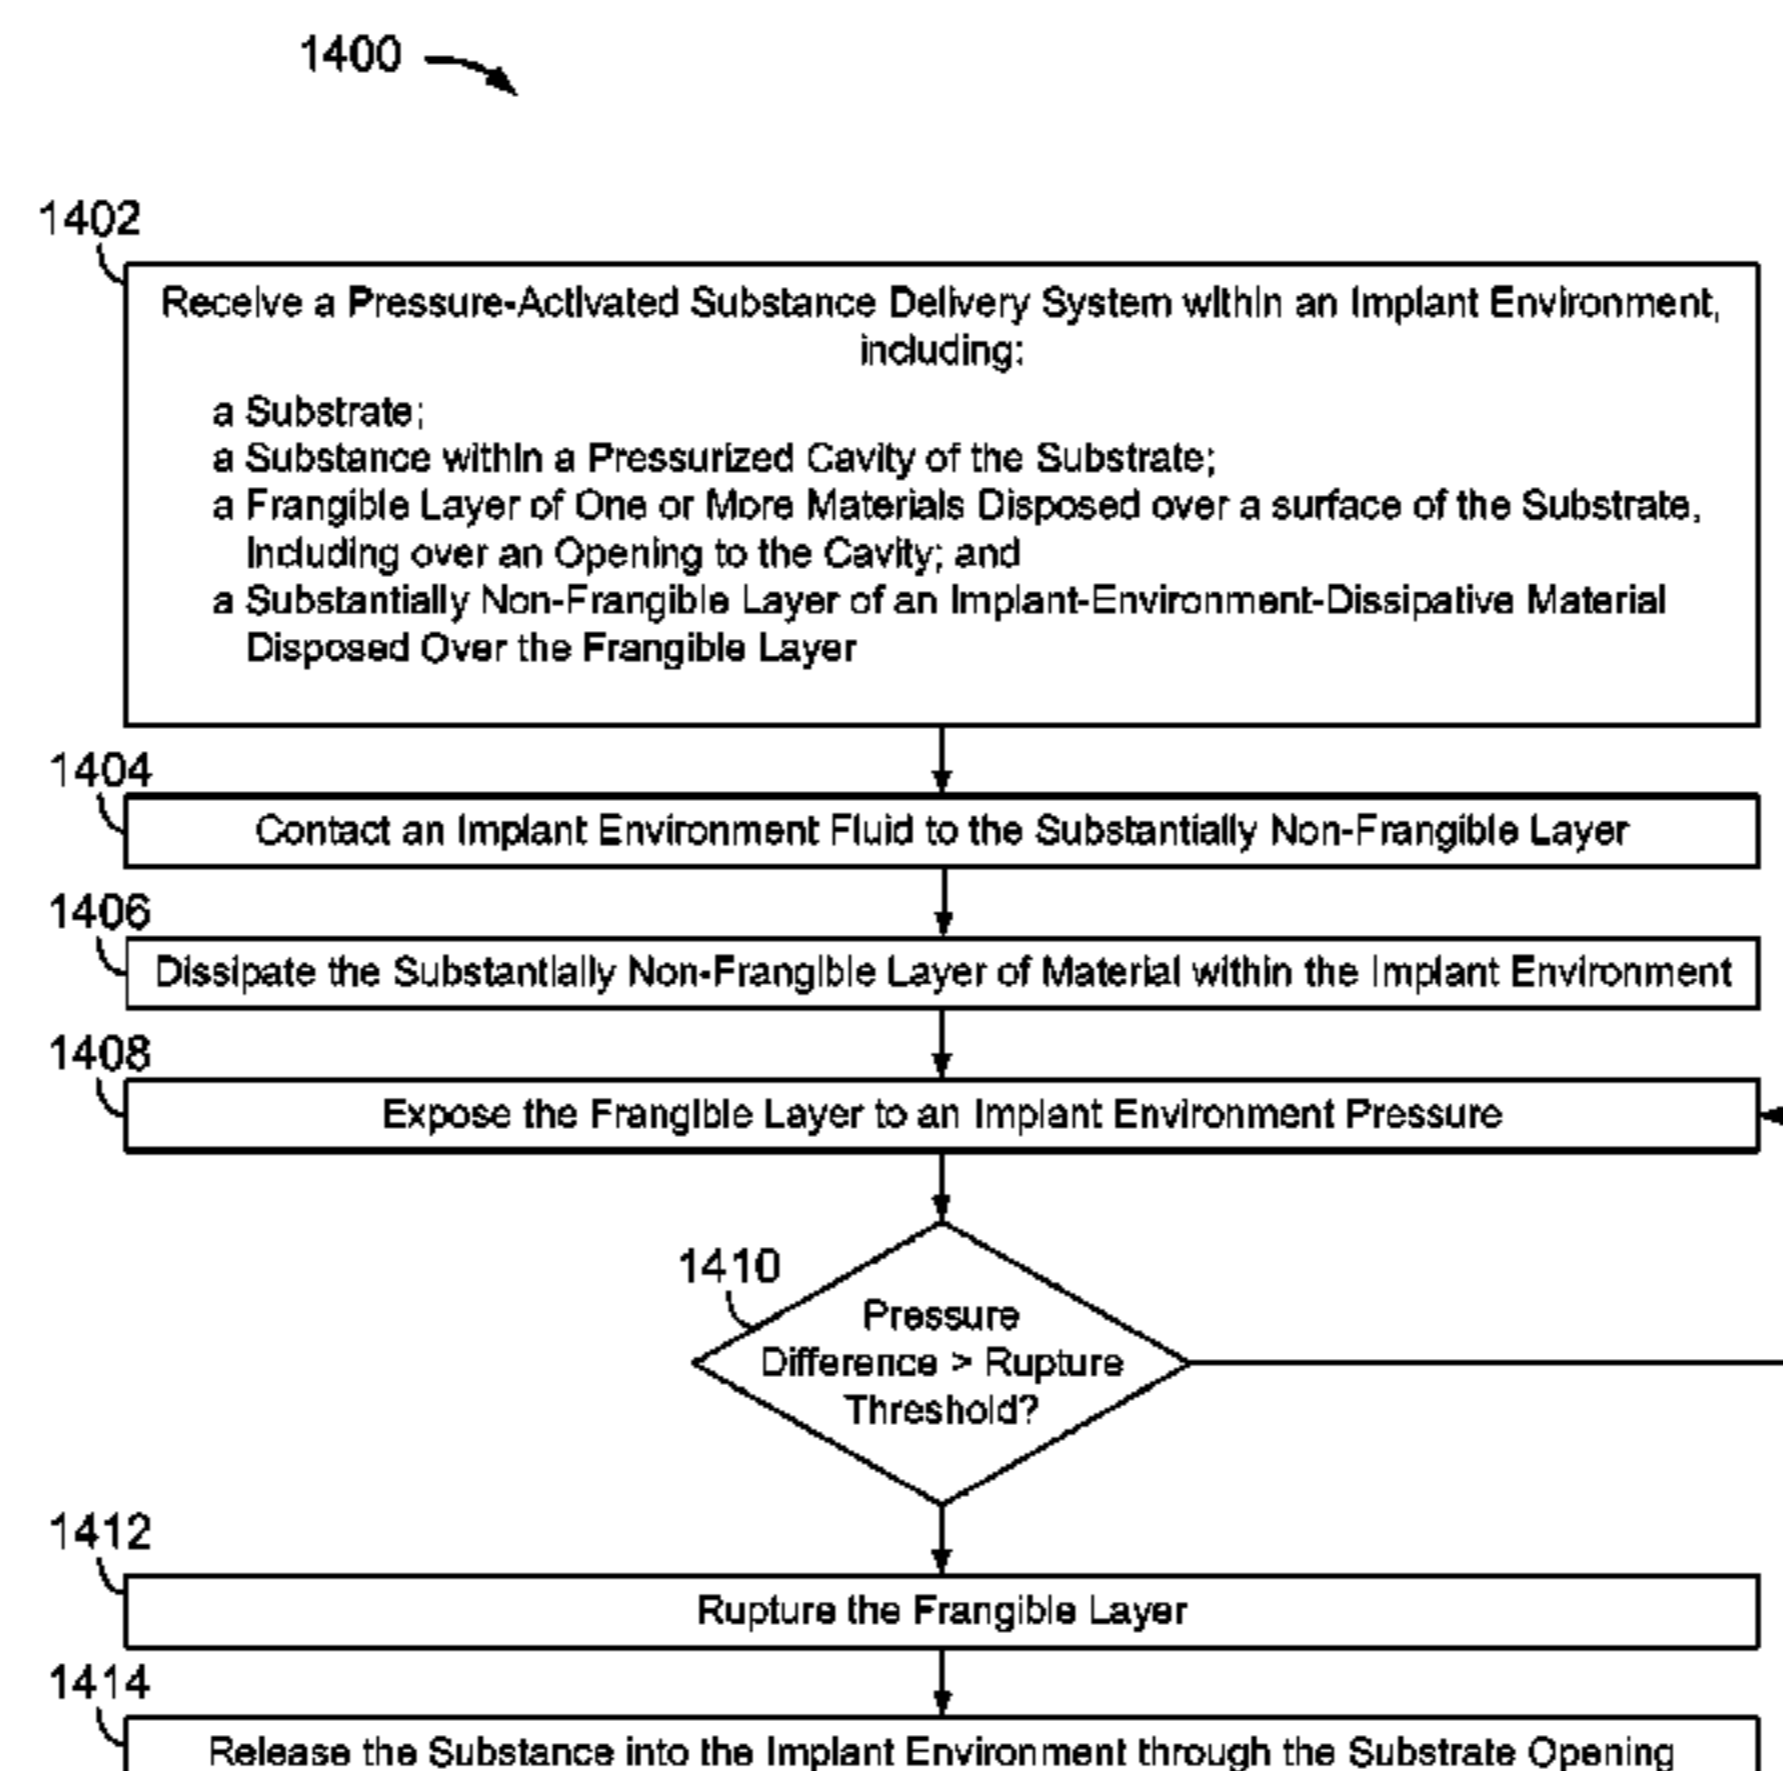 1400
1402
Receive a Pressure-Activated Substance Delivery System within an Implant Environment,
including:
a Substrate;
a Substance within a Pressurized Cavity of the Substrate;
a Frangible Layer of One or More Materials Disposed over a surface of the Substrate,
Including over an Opening to the Cavity; and
a Substantially Non-Frangible Layer of an Implant-Environment-Dissipative Material
Disposed Over the Frangible Layer
1404
Contact an Implant Environment Fluid to the Substantially Non-Frangible Layer
1406
Dissipate the Substantially Non-Frangible Layer of Material within the Implant Environment
1408
Expose the Frangible Layer to an Implant Environment Pressure
1410
Pressure
Difference > Rupture
Threshold?
1412
Rupture the Frangible Layer
1414
Release the Substance into the Implant Environment through the Substrate Opening